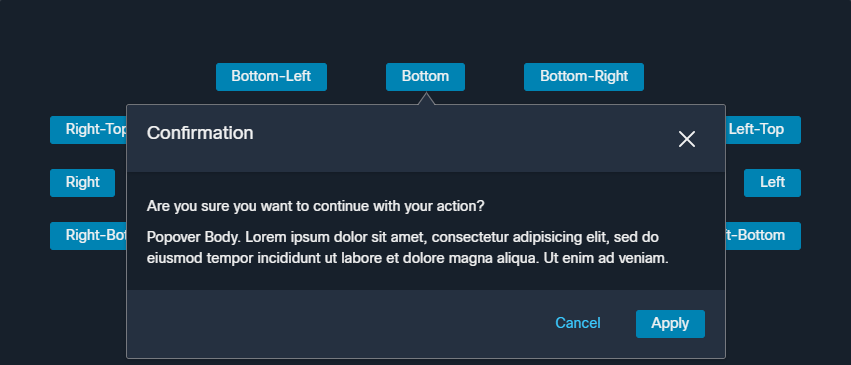 Bottom-Left Bottom Bottom-Right
Right-Top Left-Top
Confirmation
Right Left
Are you sure you want to continue with your action?
Right-Bot t-Bottom
Popover Body. Lorem ipsum dolor sit amet, consectetur adipisicing elit, sed do
eiusmod tempor incididunt ut labore et dolore magna aliqua. Ut enim ad veniam.
Cancel Apply